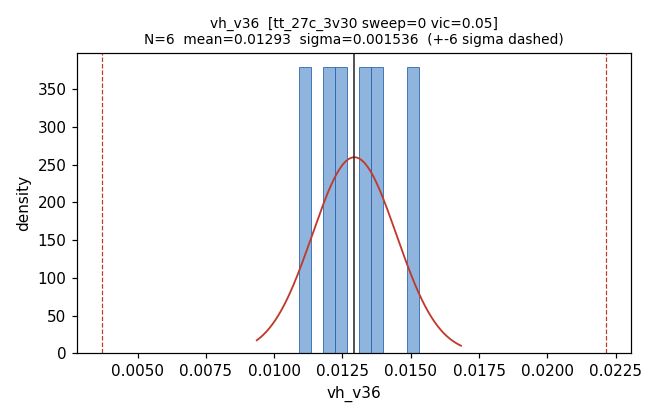 vh_v36  [tt_27c_3v30 sweep=0 vic=0.05]
N=6  mean=0.01293  sigma=0.001536  (+-6 sigma dashed)
350
300
250
200
150
100
50
0
density
0.0050 0.0075 0.0100 0.0125 0.0150 0.0175 0.0200 0.0225
vh_v36